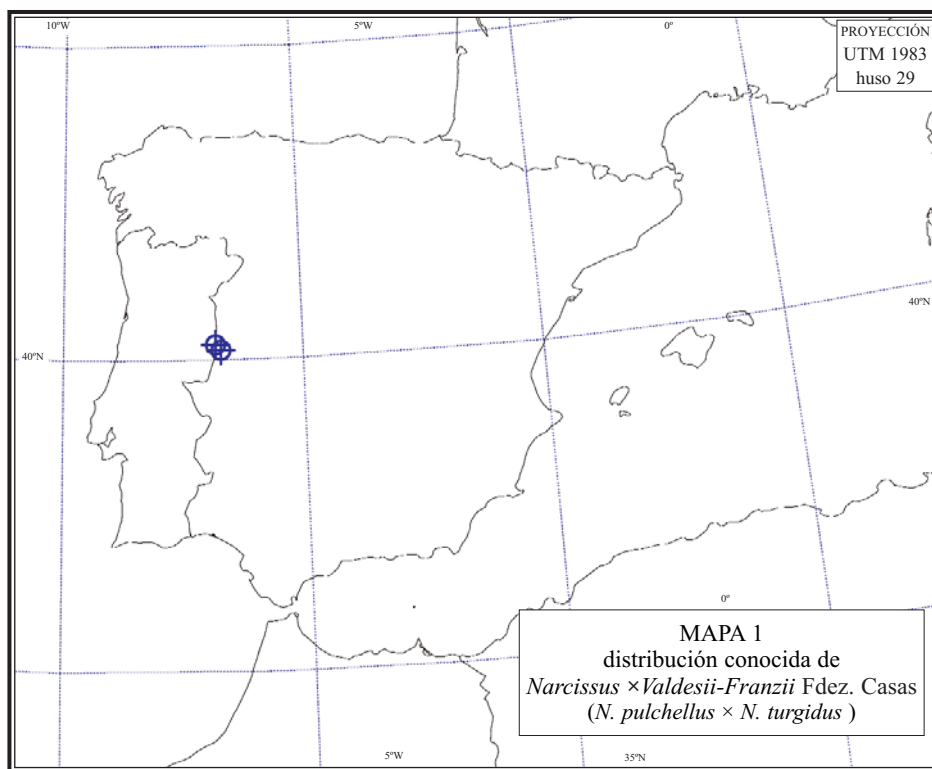 10ºW
5ºW
0º
PROYECCIÓN
UTM 1983
huso 29
40ºN
40ºN
0º
MAPA 1
distribución conocida de
Narcissus ×Valdesii-Franzii Fdez. Casas
(N. pulchellus × N. turgidus )
5ºW
35ºN